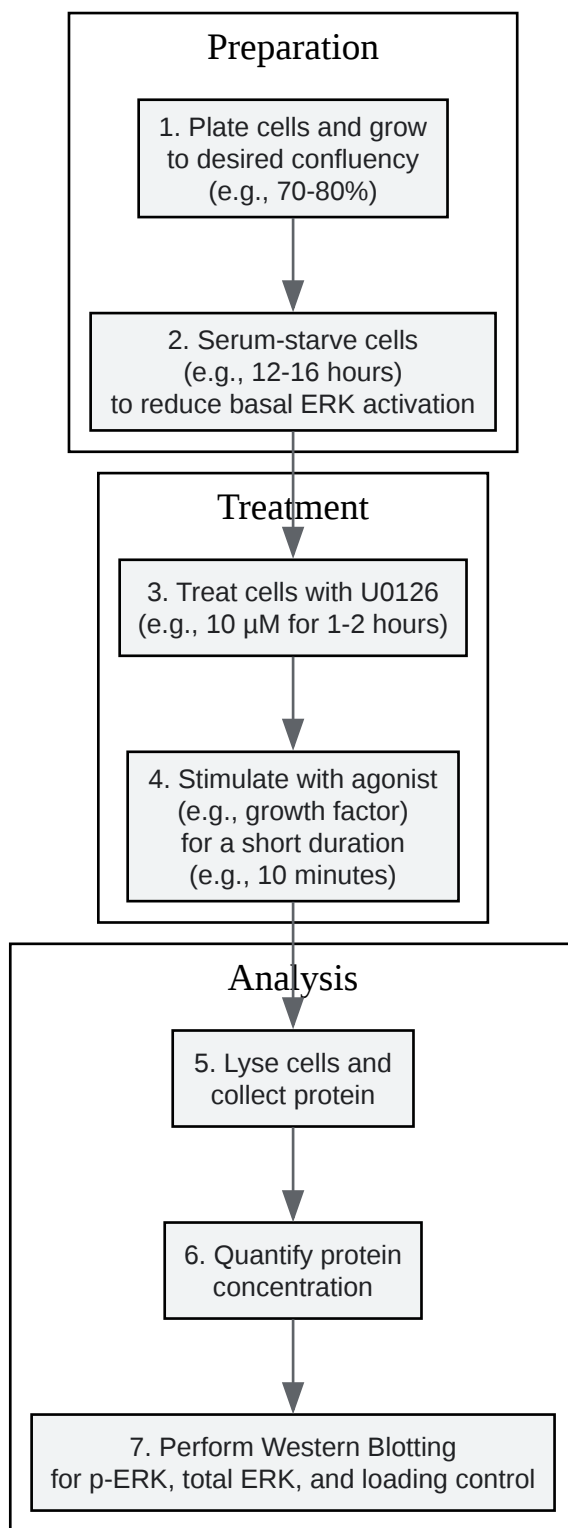 Preparation
1. Plate cells and grow
to desired confluency
(e.g., 70-80%)
2. Serum-starve cells
(e.g., 12-16 hours)
to reduce basal ERK activation
Treatment
3. Treat cells with U0126
(e.g., 10 µM for 1-2 hours)
4. Stimulate with agonist
(e.g., growth factor)
for a short duration
(e.g., 10 minutes)
Analysis
5. Lyse cells and
collect protein
6. Quantify protein
concentration
7. Perform Western Blotting
for p-ERK, total ERK, and loading control